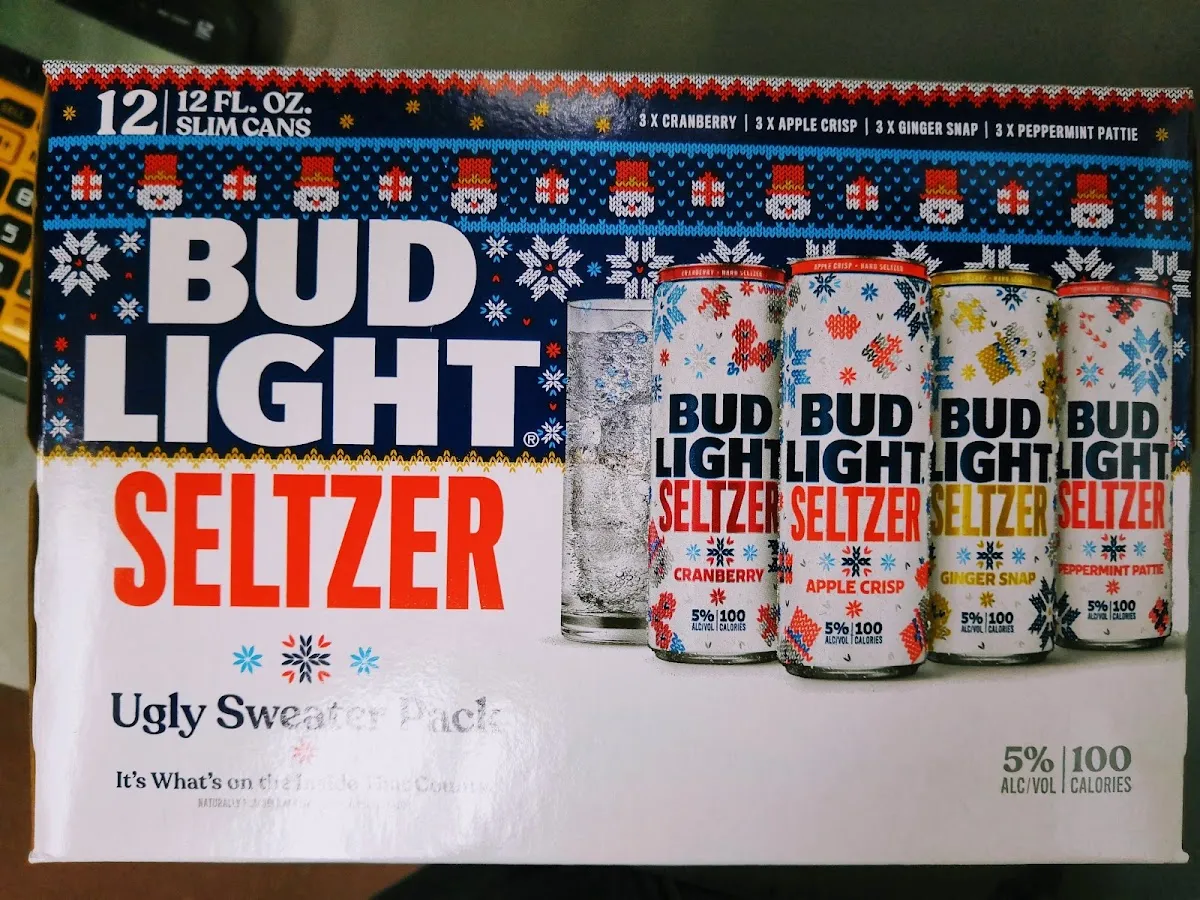 12 | 12 FL. OZ.
SLIM CANS
3 X CRANBERRY | 3 X APPLE CRISP | 3 X GINGER SNAP | 3 X PEPPERMINT PATTIE
BUD
LIGHT®
SELTZER
Ugly Sweater Pack
It's What's on the Inside That Counts.
NATURALLY
CRANBERRY • HARD SELTZER
BUD
LIGHT
SELTZER
CRANBERRY
5% | 100
ALC/VOL | CALORIES
APPLE CRISP • HARD SELTZER
BUD
LIGHT
SELTZER
APPLE CRISP
5% | 100
ALC/VOL | CALORIES
BUD
LIGHT
SELTZER
GINGER SNAP
5% | 100
ALC/VOL | CALORIES
BUD
LIGHT
SELTZER
PEPPERMINT PATTIE
5% | 100
ALC/VOL | CALORIES
5% | 100
ALC/VOL | CALORIES